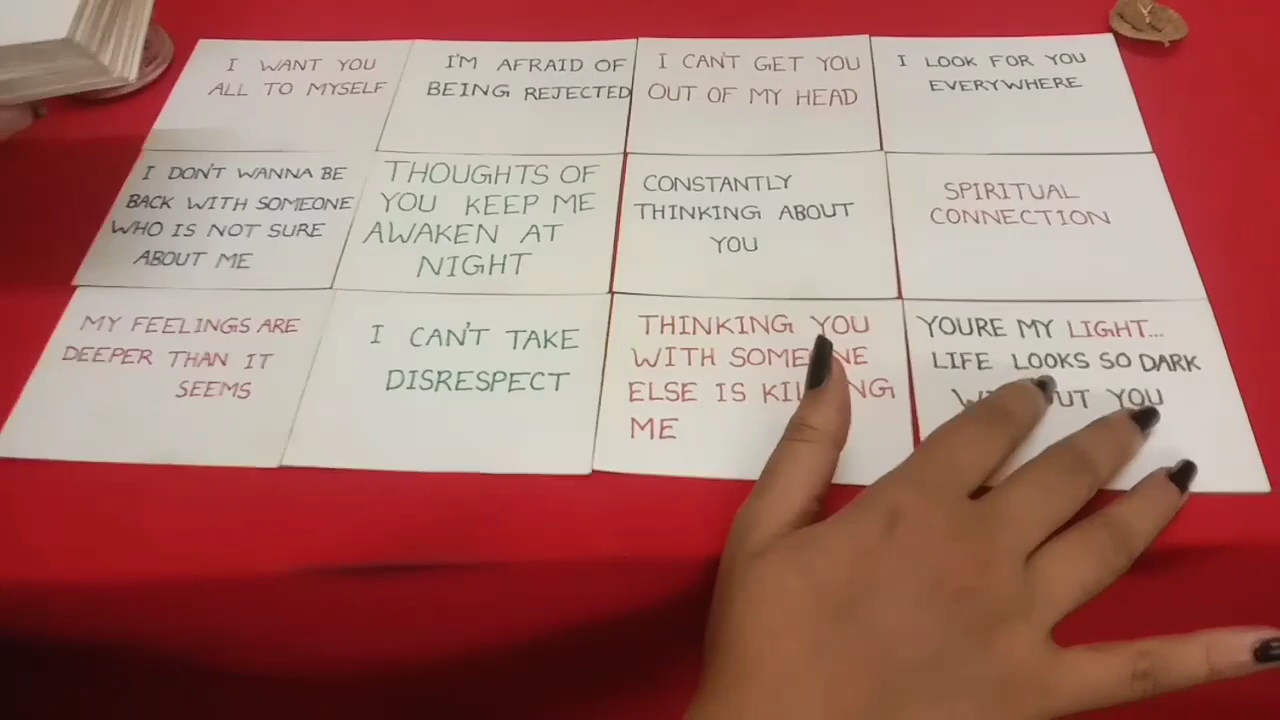 I WANT YOU
ALL TO MYSELF
I'M AFRAID OF
BEING REJECTED
I CAN'T GET YOU
OUT OF MY HEAD
I LOOK FOR YOU
EVERYWHERE
I DON'T WANNA BE
BACK WITH SOMEONE
WHO IS NOT SURE
ABOUT ME
THOUGHTS OF
YOU KEEP ME
AWAKEN AT
NIGHT
CONSTANTLY
THINKING ABOUT
YOU
SPIRITUAL
CONNECTION
MY FEELINGS ARE
DEEPER THAN IT
SEEMS
I CAN'T TAKE
DISRESPECT
THINKING YOU
WITH SOMEONE
ELSE IS KILLING
ME
YOURE MY LIGHT...
LIFE LOOKS SO DARK
WITHOUT YOU